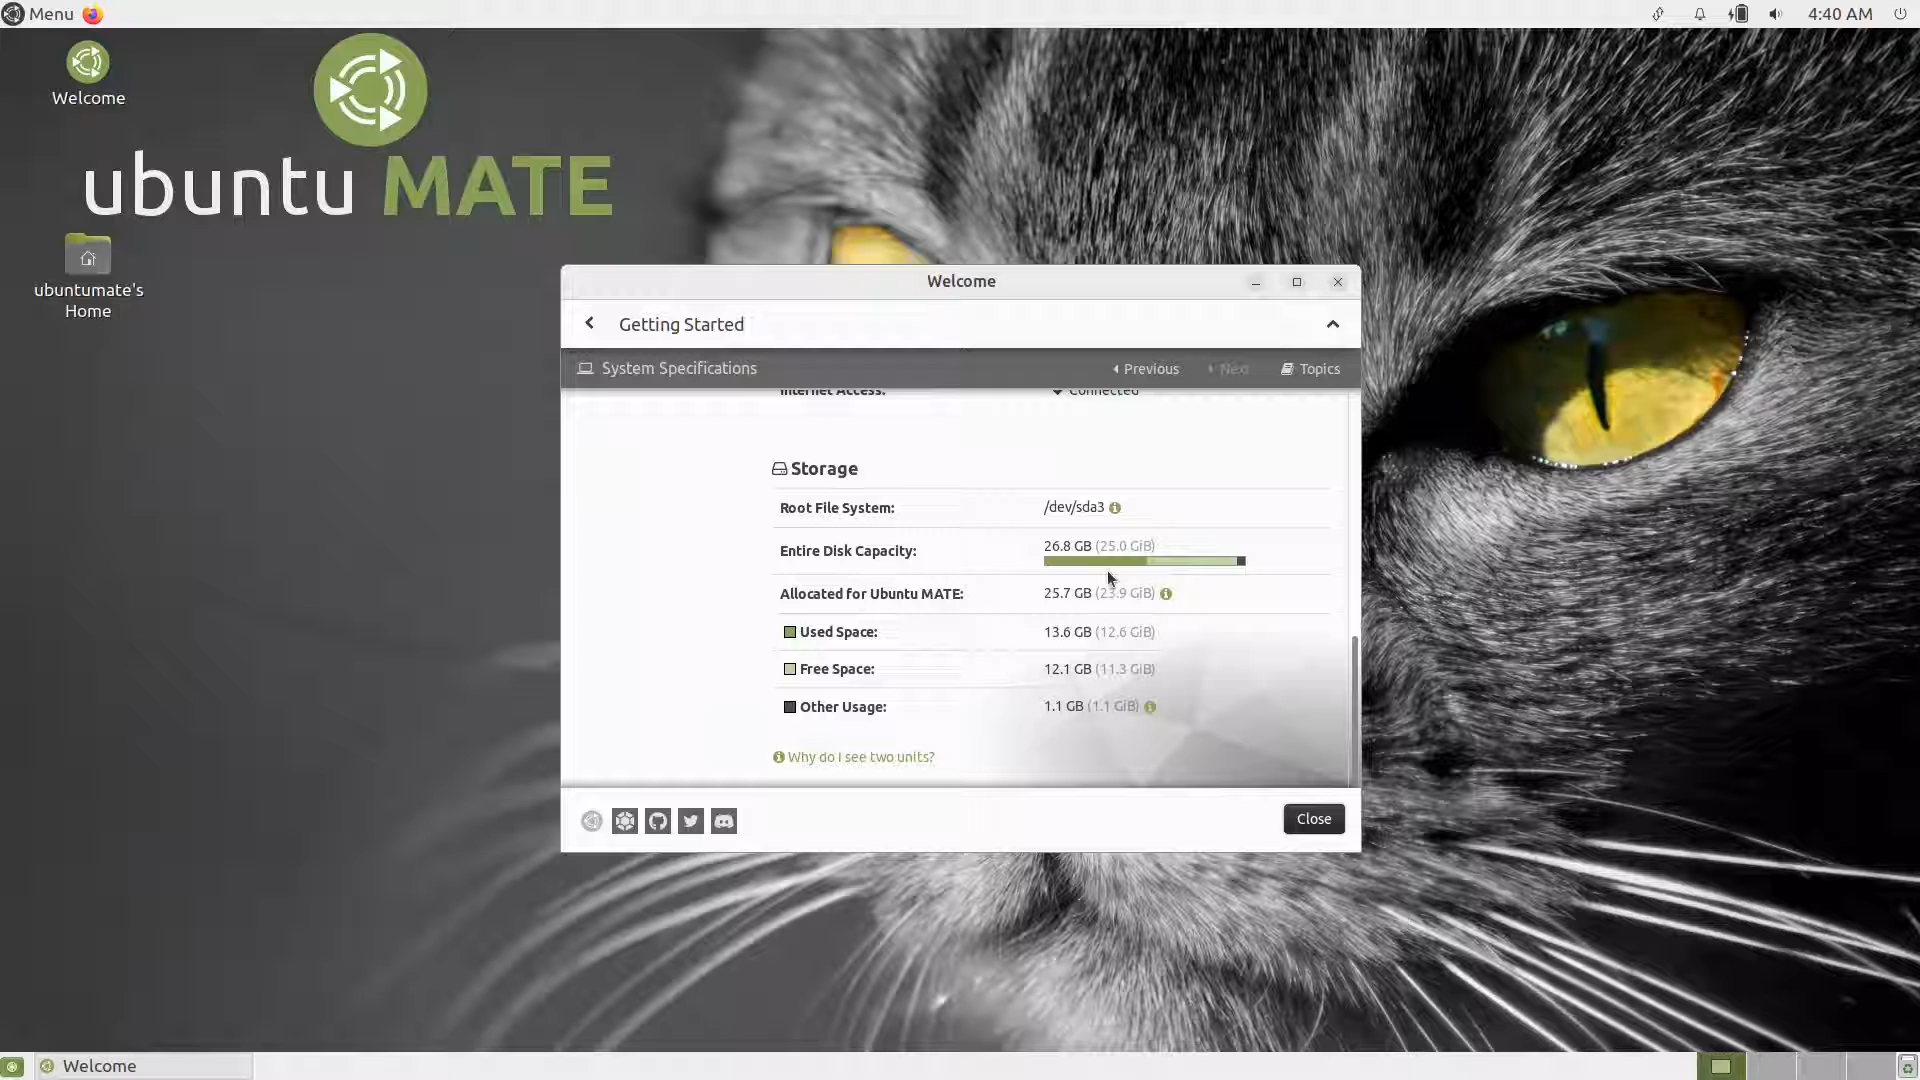 Menu
4:40 AM
Welcome
ubuntu MATE
ubuntumate's
Home
Welcome
Getting Started
System Specifications
Previous
Next
Topics
Internet Access:
Connected
Storage
Root File System:
/dev/sda3
Entire Disk Capacity:
26.8 GB (25.0 GiB)
Allocated for Ubuntu MATE:
25.7 GB (23.9 GiB)
Used Space:
13.6 GB (12.6 GiB)
Free Space:
12.1 GB (11.3 GiB)
Other Usage:
1.1 GB (1.1 GiB)
Why do I see two units?
Close
Welcome